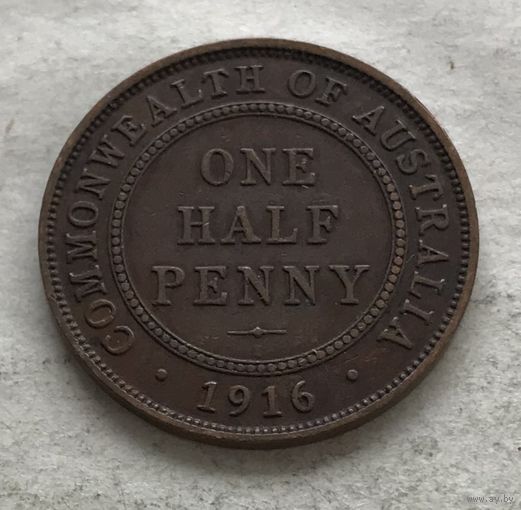 COMMONWEALTH OF AUSTRALIA
ONE
HALF
PENNY
· 1916 ·
www.ay.by